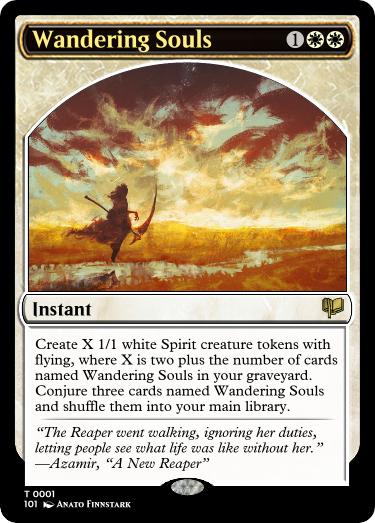 Wandering Souls 1
Instant
Create X 1/1 white Spirit creature tokens with
flying, where X is two plus the number of cards
named Wandering Souls in your graveyard.
Conjure three cards named Wandering Souls
and shuffle them into your main library.
“The Reaper went walking, ignoring her duties,
letting people see what life was like without her.”
—Azamir, “A New Reaper”
T 0001
101 Anato Finnstark